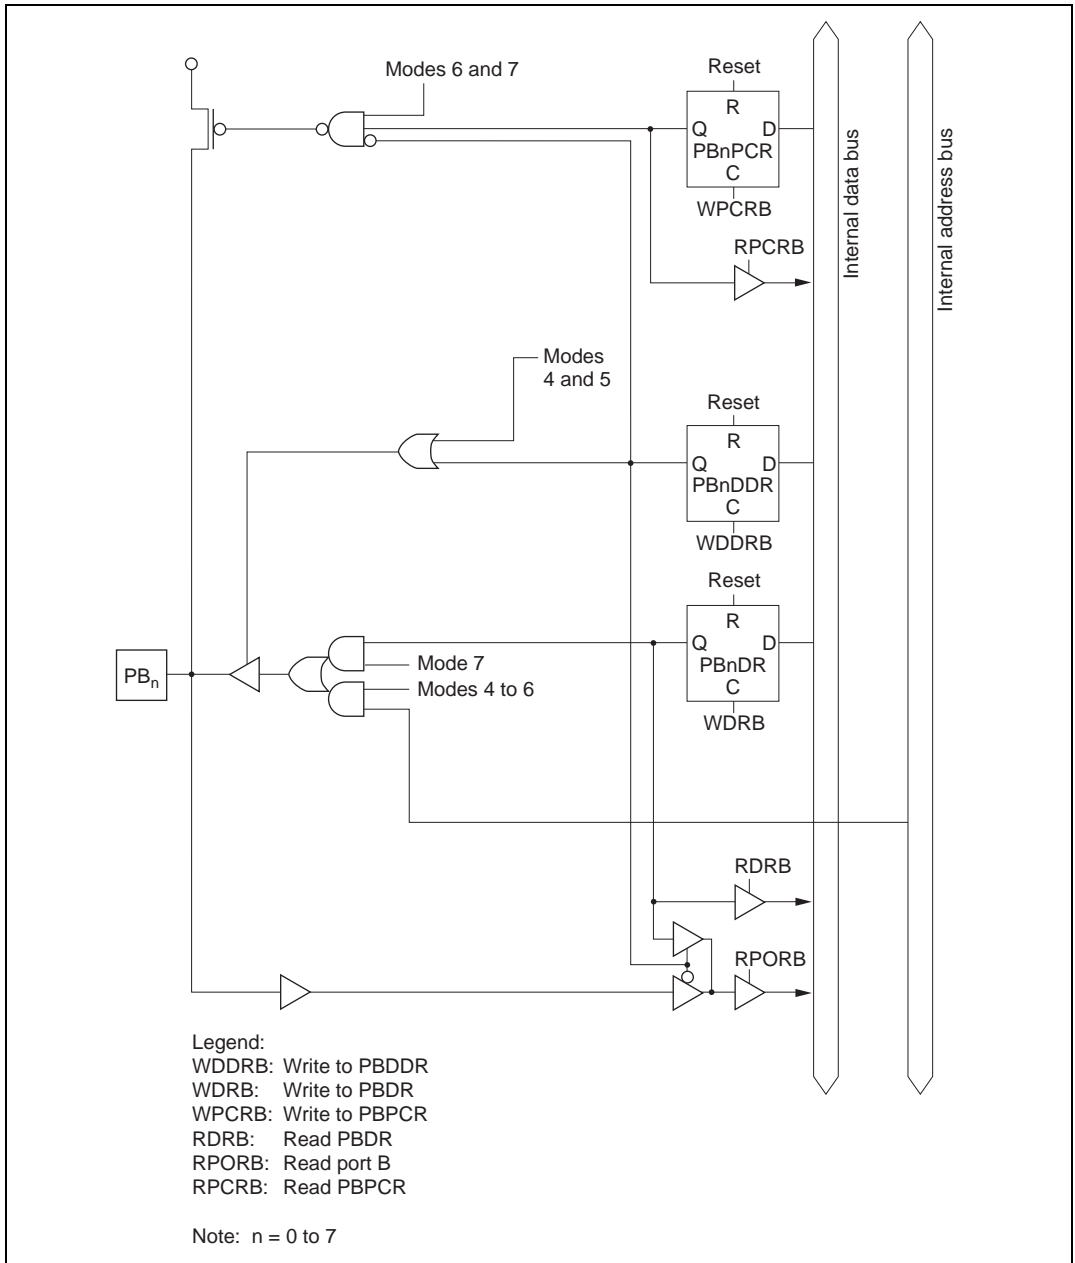 Modes 6 and 7
Reset
R
Q D
PBnPCR
C
WPCRB
RPCRB
Internal data bus
Internal address bus
Modes
4 and 5
Reset
R
Q D
PBnDDR
C
WDDRB
Reset
R
Q D
PBnDR
C
WDRB
PBn
Mode 7
Modes 4 to 6
RDRB
RPORB
Legend:
WDDRB: Write to PBDDR
WDRB: Write to PBDR
WPCRB: Write to PBPCR
RDRB: Read PBDR
RPORB: Read port B
RPCRB: Read PBPCR
Note: n = 0 to 7